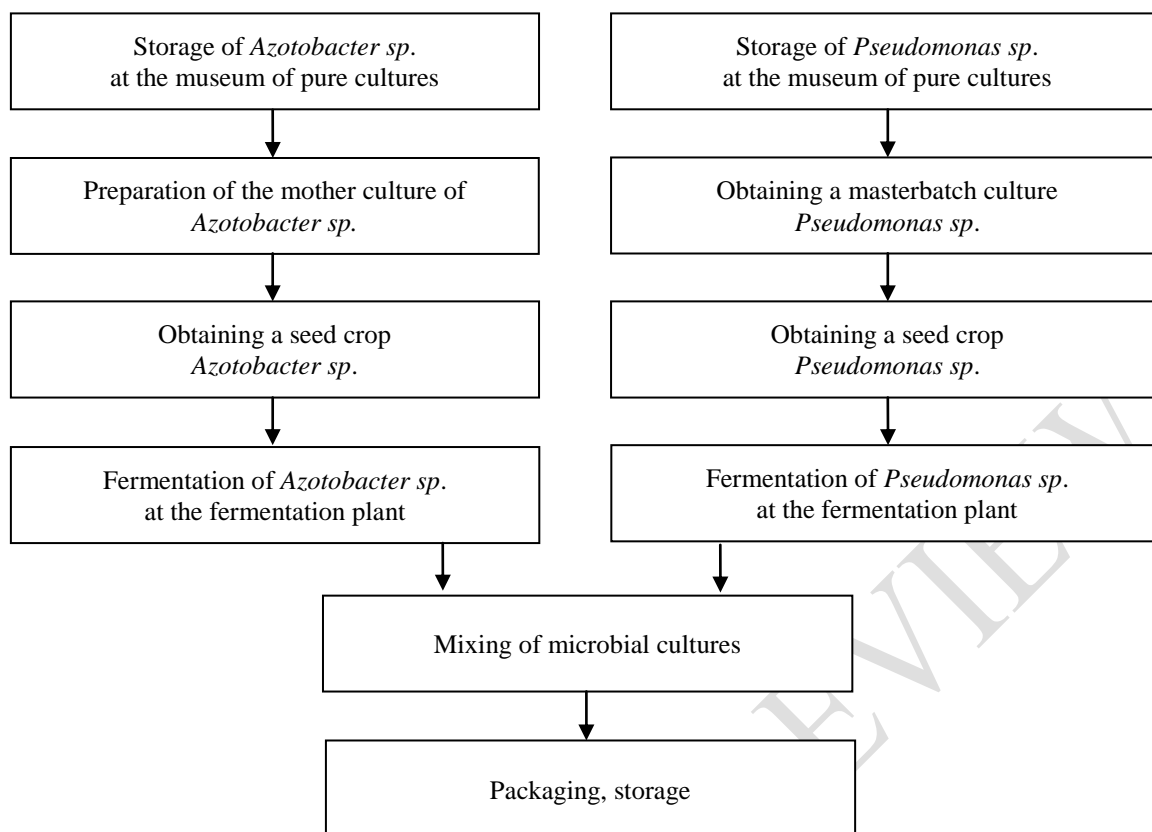 Storage of Azotobacter sp.
at the museum of pure cultures
Storage of Pseudomonas sp.
at the museum of pure cultures
Preparation of the mother culture of
Azotobacter sp.
Obtaining a masterbatch culture
Pseudomonas sp.
Obtaining a seed crop
Azotobacter sp.
Obtaining a seed crop
Pseudomonas sp.
Fermentation of Azotobacter sp.
at the fermentation plant
Fermentation of Pseudomonas sp.
at the fermentation plant
Mixing of microbial cultures
Packaging, storage